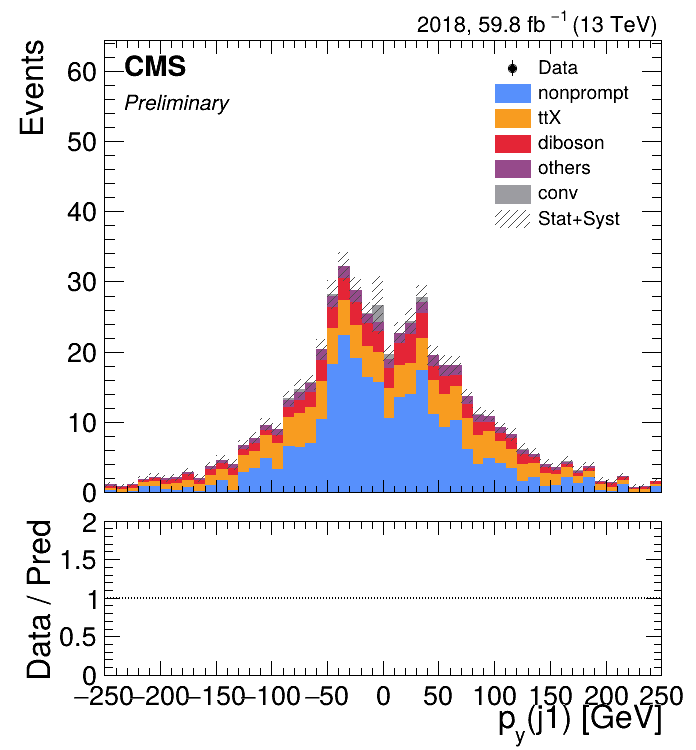 2018, 59.8 fb⁻¹ (13 TeV)
CMS
Preliminary
Events
60
50
40
30
20
10
0
Data
nonprompt
ttX
diboson
others
conv
Stat+Syst
Data / Pred
2
1.5
1
0.5
0
−250 −200 −150 −100 −50 0 50 100 150 200 250
p_y(j1) [GeV]